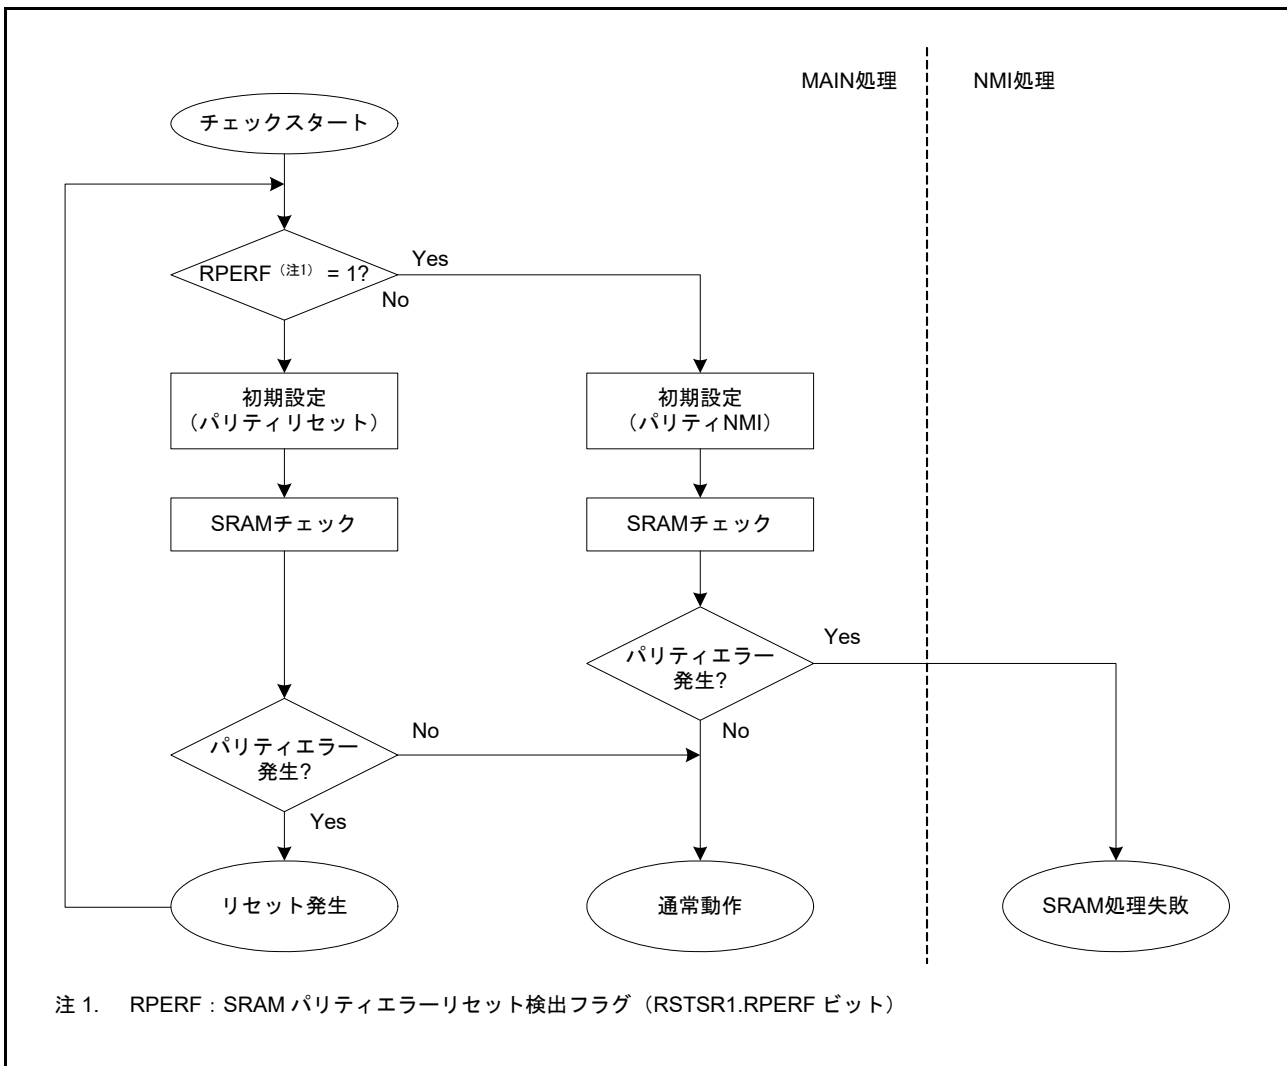 MAIN処理
NMI処理
チェックスタート
RPERF（注1） = 1?
Yes
No
初期設定
（パリティリセット）
初期設定
（パリティNMI）
SRAMチェック
SRAMチェック
パリティエラー
発生?
Yes
No
パリティエラー
発生?
No
Yes
リセット発生
通常動作
SRAM処理失敗
注 1. RPERF：SRAM パリティエラーリセット検出フラグ（RSTSR1.RPERF ビット）